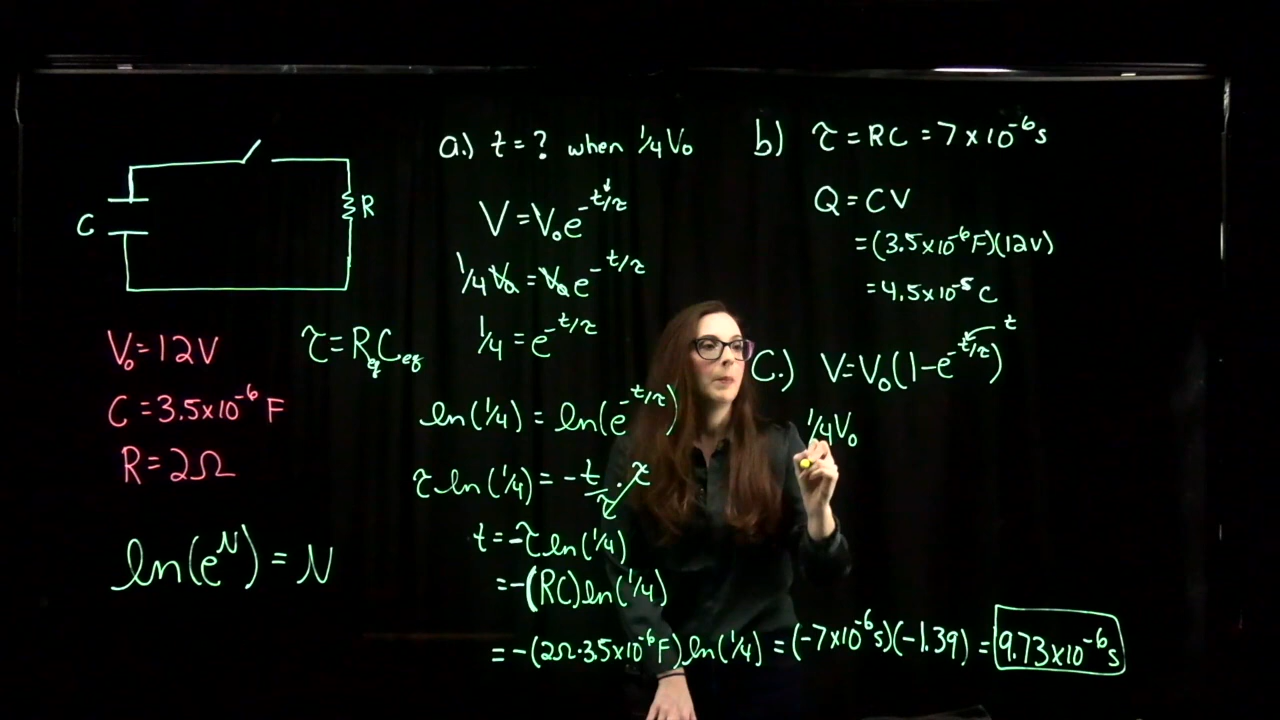 C
R
V₀ = 12V
C = 3.5x10⁻⁶ F
R = 2Ω
τ = R_eq C_eq
ln(eᴺ) = N
a.) t = ? when 1/4 V₀
V = V₀e^-t/τ
1/4 V₀ = V₀e^-t/τ
1/4 = e^-t/τ
ln(1/4) = ln(e^-t/τ)
τ ln(1/4) = -t/τ · τ
t = -τ ln(1/4)
= -(RC)ln(1/4)
= -(2Ω·3.5x10⁻⁶F)ln(1/4) = (-7x10⁻⁶s)(-1.39) = 9.73x10⁻⁶s
b) τ = RC = 7x10⁻⁶s
Q = CV
= (3.5x10⁻⁶F)(12V)
= 4.5x10⁻⁵ C
t
C.) V = V₀(1-e^-t/τ)
1/4 V₀